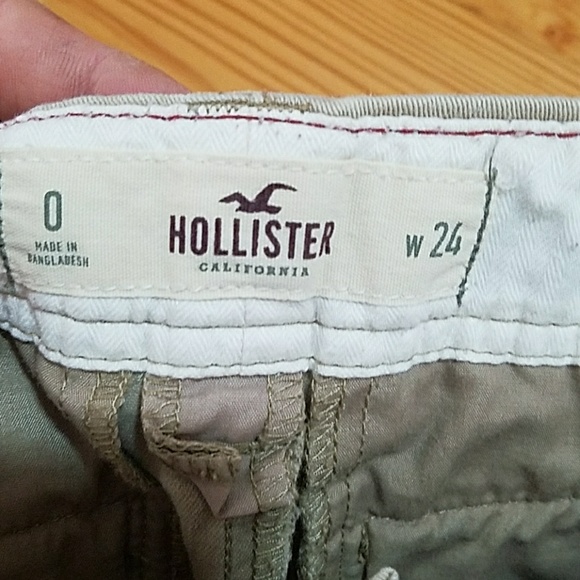 0
MADE IN
BANGLADESH
HOLLISTER
CALIFORNIA
W 24